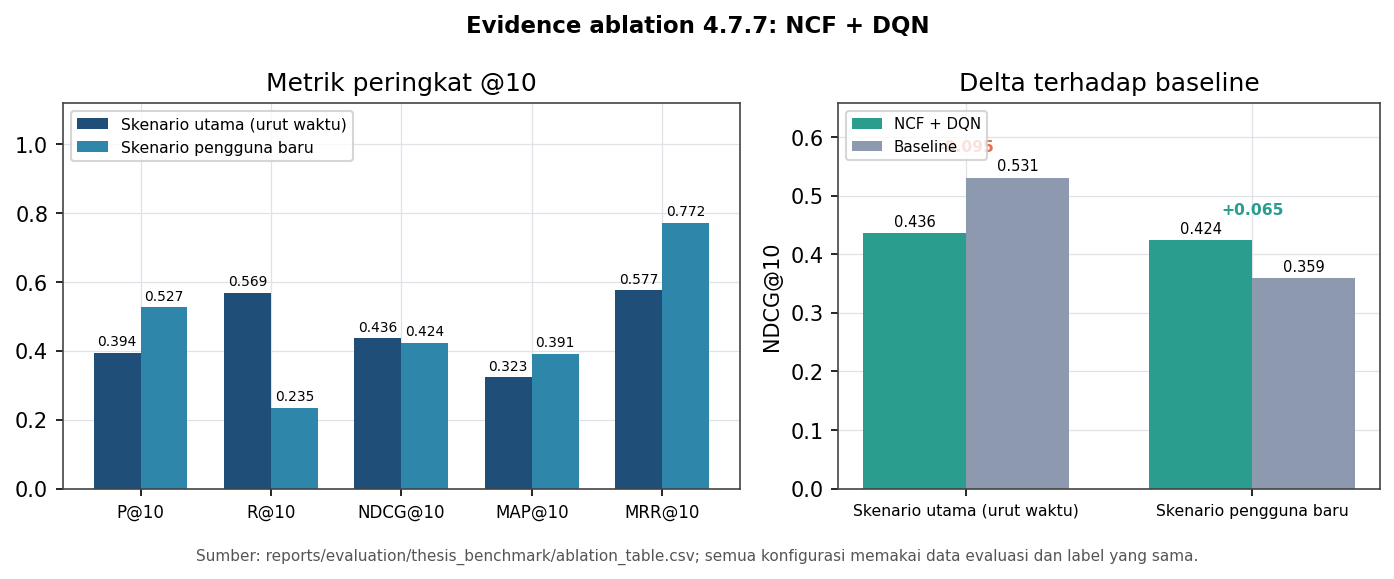 Evidence ablation 4.7.7: NCF + DQN
Metrik peringkat @10
Skenario utama (urut waktu)
Skenario pengguna baru
1.0
0.8
0.6
0.4
0.2
0.0
0.394
0.527
0.569
0.235
0.436
0.424
0.323
0.391
0.577
0.772
P@10
R@10
NDCG@10
MAP@10
MRR@10
Delta terhadap baseline
NCF + DQN
Baseline
NDCG@10
0.6
0.5
0.4
0.3
0.2
0.1
0.0
0.436
0.531
0.424
+0.065
0.359
Skenario utama (urut waktu)
Skenario pengguna baru
Sumber: reports/evaluation/thesis_benchmark/ablation_table.csv; semua konfigurasi memakai data evaluasi dan label yang sama.